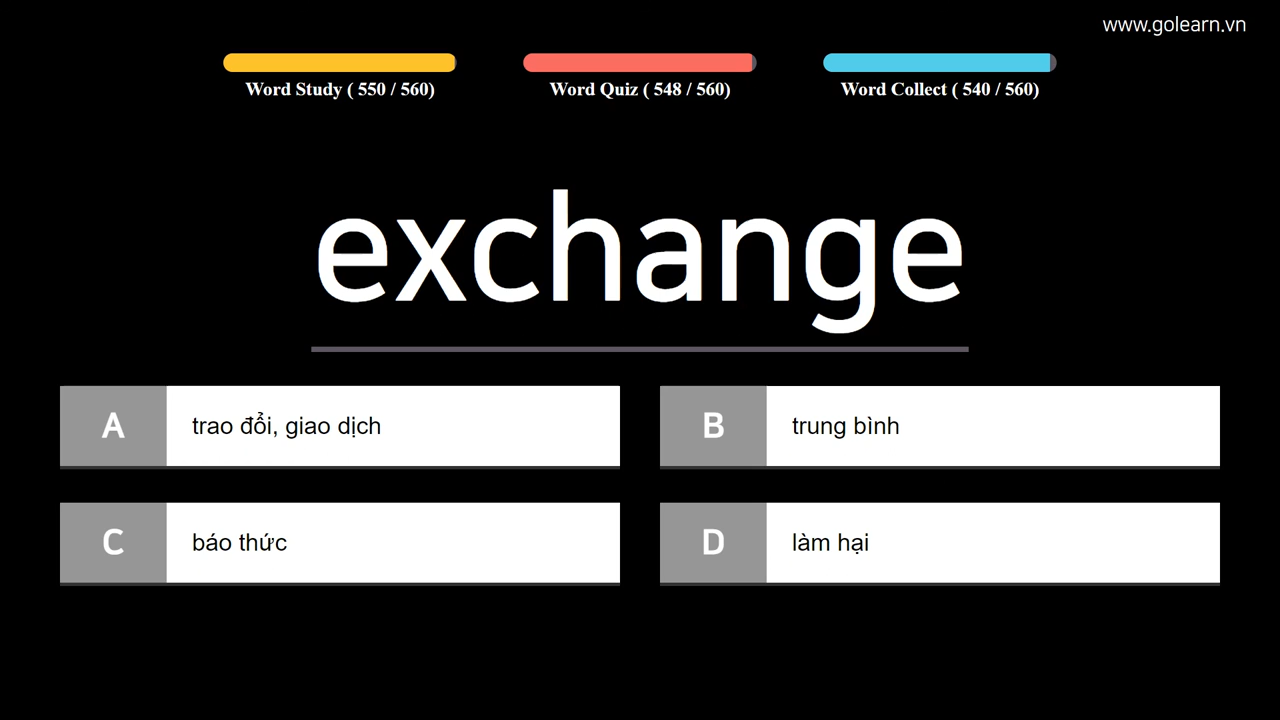 www.golearn.vn
Word Study ( 550 / 560)
Word Quiz ( 548 / 560)
Word Collect ( 540 / 560)
exchange
A trao đổi, giao dịch
B trung bình
C báo thức
D làm hại